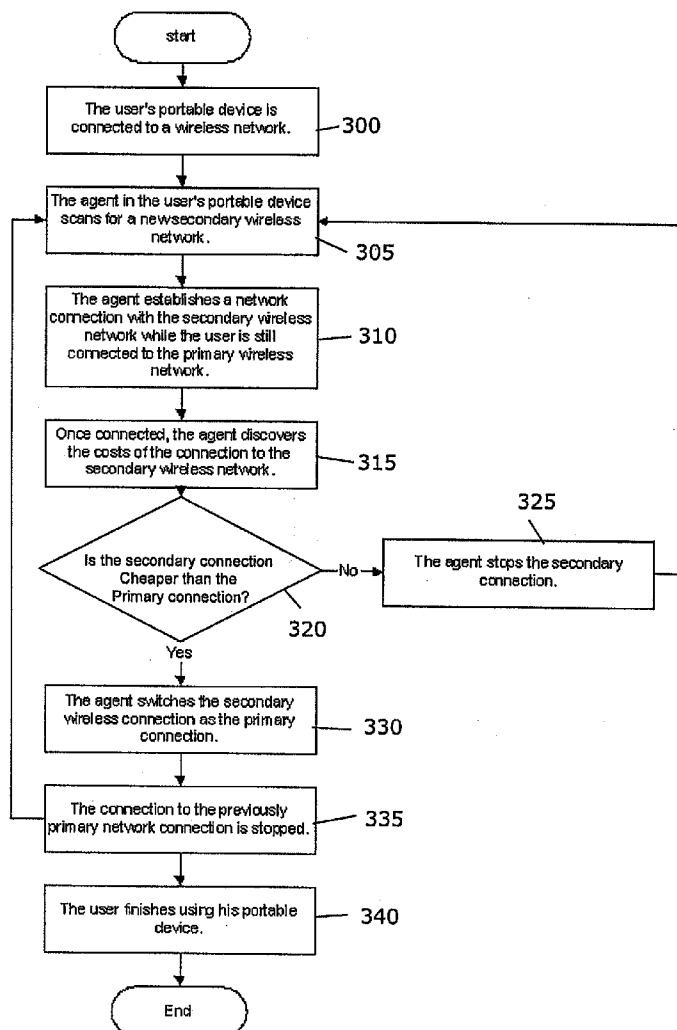 start
The user's portable device is
connected to a wireless network.
300
The agent in the user's portable device
scans for a newsecondary wireless
network.
305
The agent establishes a network
connection with the secondary wireless
network while the user is still
connected to the primary wireless
network.
310
Once connected, the agent discovers
the costs of the connection to the
secondary wireless network.
315
325
Is the secondary connection
Cheaper than the
Primary connection?
No
The agent stops the secondary
connection.
320
Yes
The agent switches the secondary
wireless connection as the primary
connection.
330
The connection to the previously
primary network connection is stopped.
335
The user finishes using his portable
device.
340
End